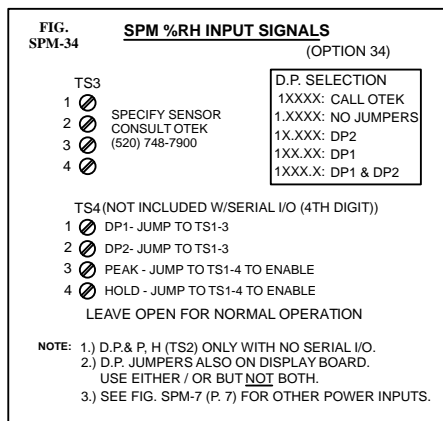 FIG.
SPM-34
SPM %RH INPUT SIGNALS
(OPTION 34)
TS3
1
2
3
4
SPECIFY SENSOR
CONSULT OTEK
(520) 748-7900
D.P. SELECTION
1XXXX: CALL OTEK
1.XXXX: NO JUMPERS
1X.XXX: DP2
1XX.XX: DP1
1XXX.X: DP1 & DP2
TS4 (NOT INCLUDED W/SERIAL I/O (4TH DIGIT))
1 DP1- JUMP TO TS1-3
2 DP2- JUMP TO TS1-3
3 PEAK - JUMP TO TS1-4 TO ENABLE
4 HOLD - JUMP TO TS1-4 TO ENABLE
LEAVE OPEN FOR NORMAL OPERATION
NOTE: 1.) D.P.& P, H (TS2) ONLY WITH NO SERIAL I/O.
2.) D.P. JUMPERS ALSO ON DISPLAY BOARD.
USE EITHER / OR BUT NOT BOTH.
3.) SEE FIG. SPM-7 (P. 7) FOR OTHER POWER INPUTS.